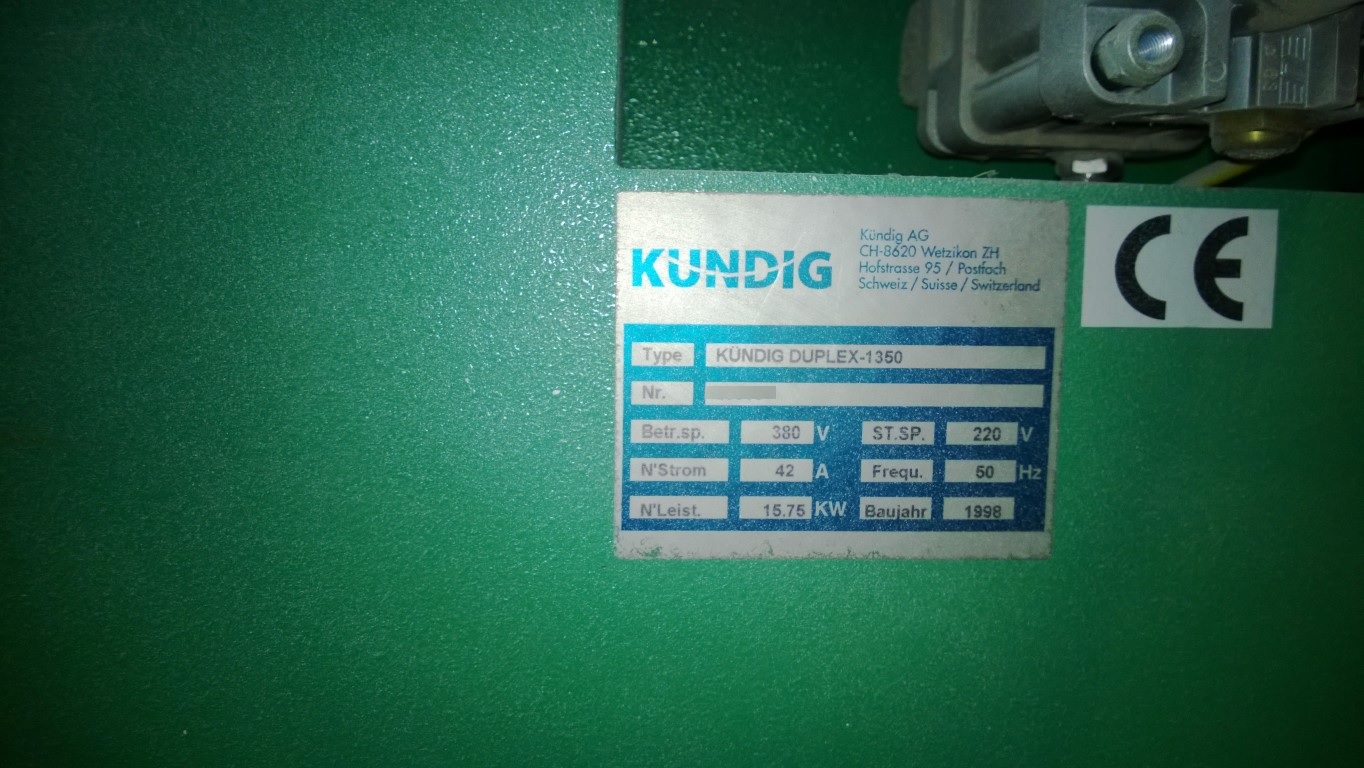 KUNDIG
Kündig AG
CH-8620 Wetzikon ZH
Hofstrasse 95 / Postfach
Schweiz / Suisse / Switzerland
CE
Type KÜNDIG DUPLEX-1350
Nr.
Betr.sp. 380 V ST.SP. 220 V
N'Strom 42 A Frequ. 50 Hz
N'Leist. 15.75 KW Baujahr 1998